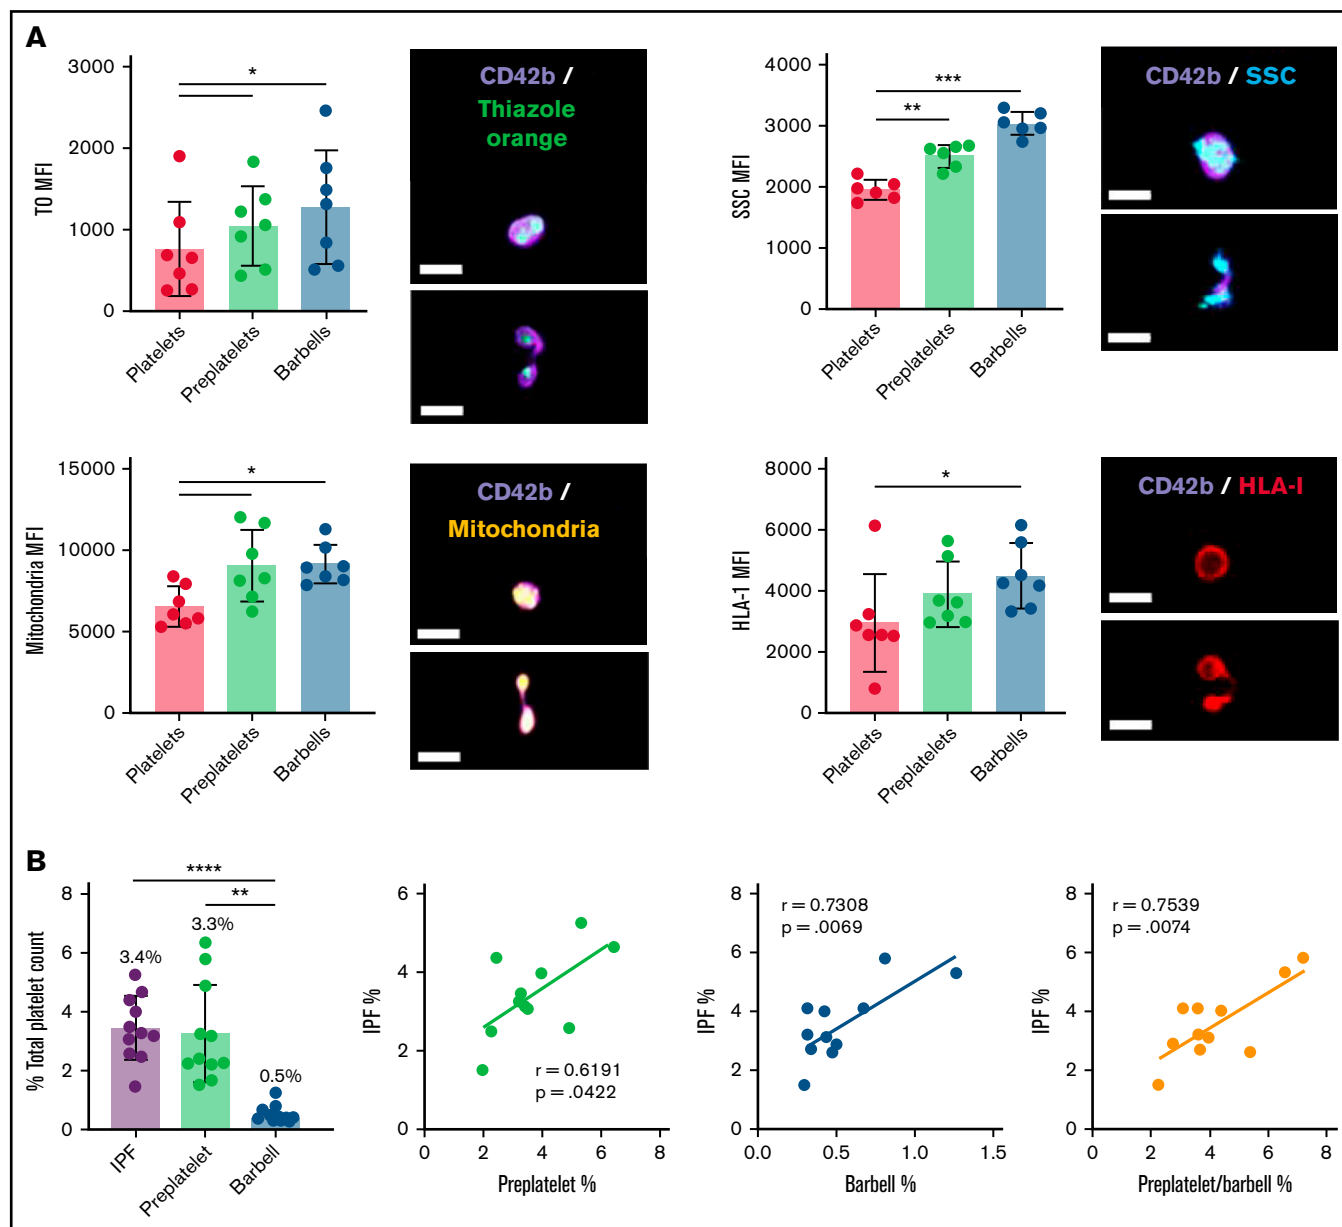 A
3000
2000
1000
0
TO MFI
*
Platelets
Preplatelets
Barbells
CD42b /
Thiazole
orange
4000
3000
2000
1000
0
SSC MFI
***
**
Platelets
Preplatelets
Barbells
CD42b / SSC
15000
10000
5000
0
Mitochondria MFI
*
Platelets
Preplatelets
Barbells
CD42b /
Mitochondria
8000
6000
4000
2000
0
HLA-1 MFI
*
Platelets
Preplatelets
Barbells
CD42b / HLA-I
B
8
6
4
2
0
% Total platelet count
****
**
3.4%
3.3%
0.5%
IPF
Preplatelet
Barbell
6
4
2
0
IPF %
r = 0.6191
p = .0422
0 2 4 6 8
Preplatelet %
8
6
4
2
0
IPF %
r = 0.7308
p = .0069
0.0 0.5 1.0 1.5
Barbell %
8
6
4
2
0
IPF %
r = 0.7539
p = .0074
0 2 4 6 8
Preplatelet/barbell %